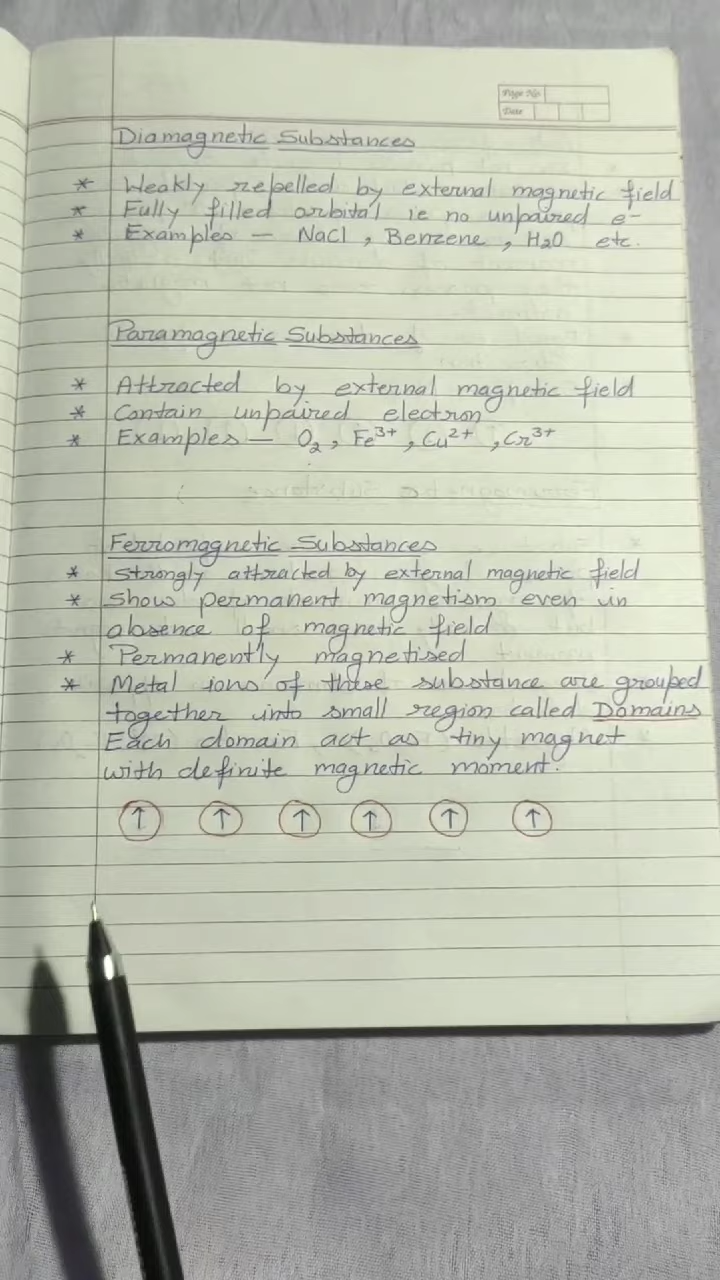 Page No.
Date
Diamagnetic Substances
* Weakly repelled by external magnetic field
* Fully filled orbital ie no unpaired e-
* Examples — NaCl, Benzene, H₂O etc.
Paramagnetic Substances
* Attracted by external magnetic field
* Contain unpaired electron
* Examples — O₂, Fe³⁺, Cu²⁺, Cr³⁺
Ferromagnetic Substances
* Strongly attracted by external magnetic field
* Show permanent magnetism even in
absence of magnetic field
* Permanently magnetised
* Metal ions of these substance are grouped
together into small region called Domains
Each domain act as tiny magnet
with definite magnetic moment.
↑ ↑ ↑ ↑ ↑ ↑